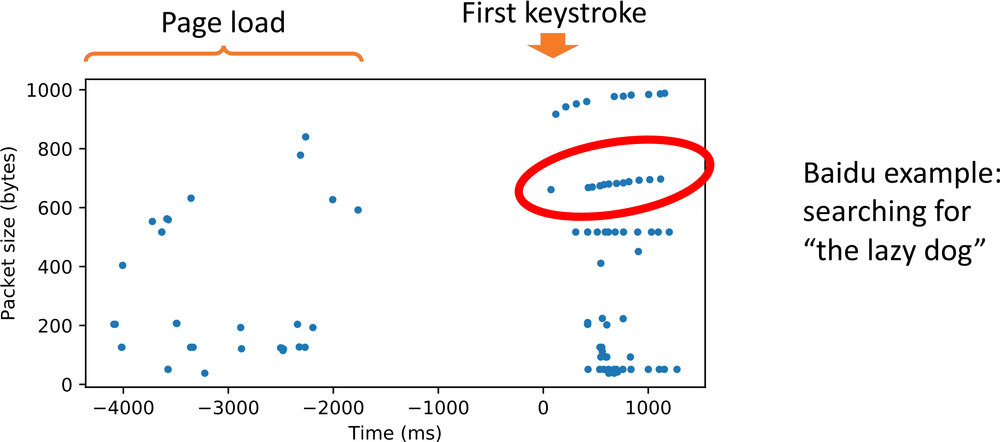 Page load
First keystroke
1000
800
600
400
200
0
Packet size (bytes)
−4000 −3000 −2000 −1000 0 1000
Time (ms)
Baidu example:
searching for
“the lazy dog”